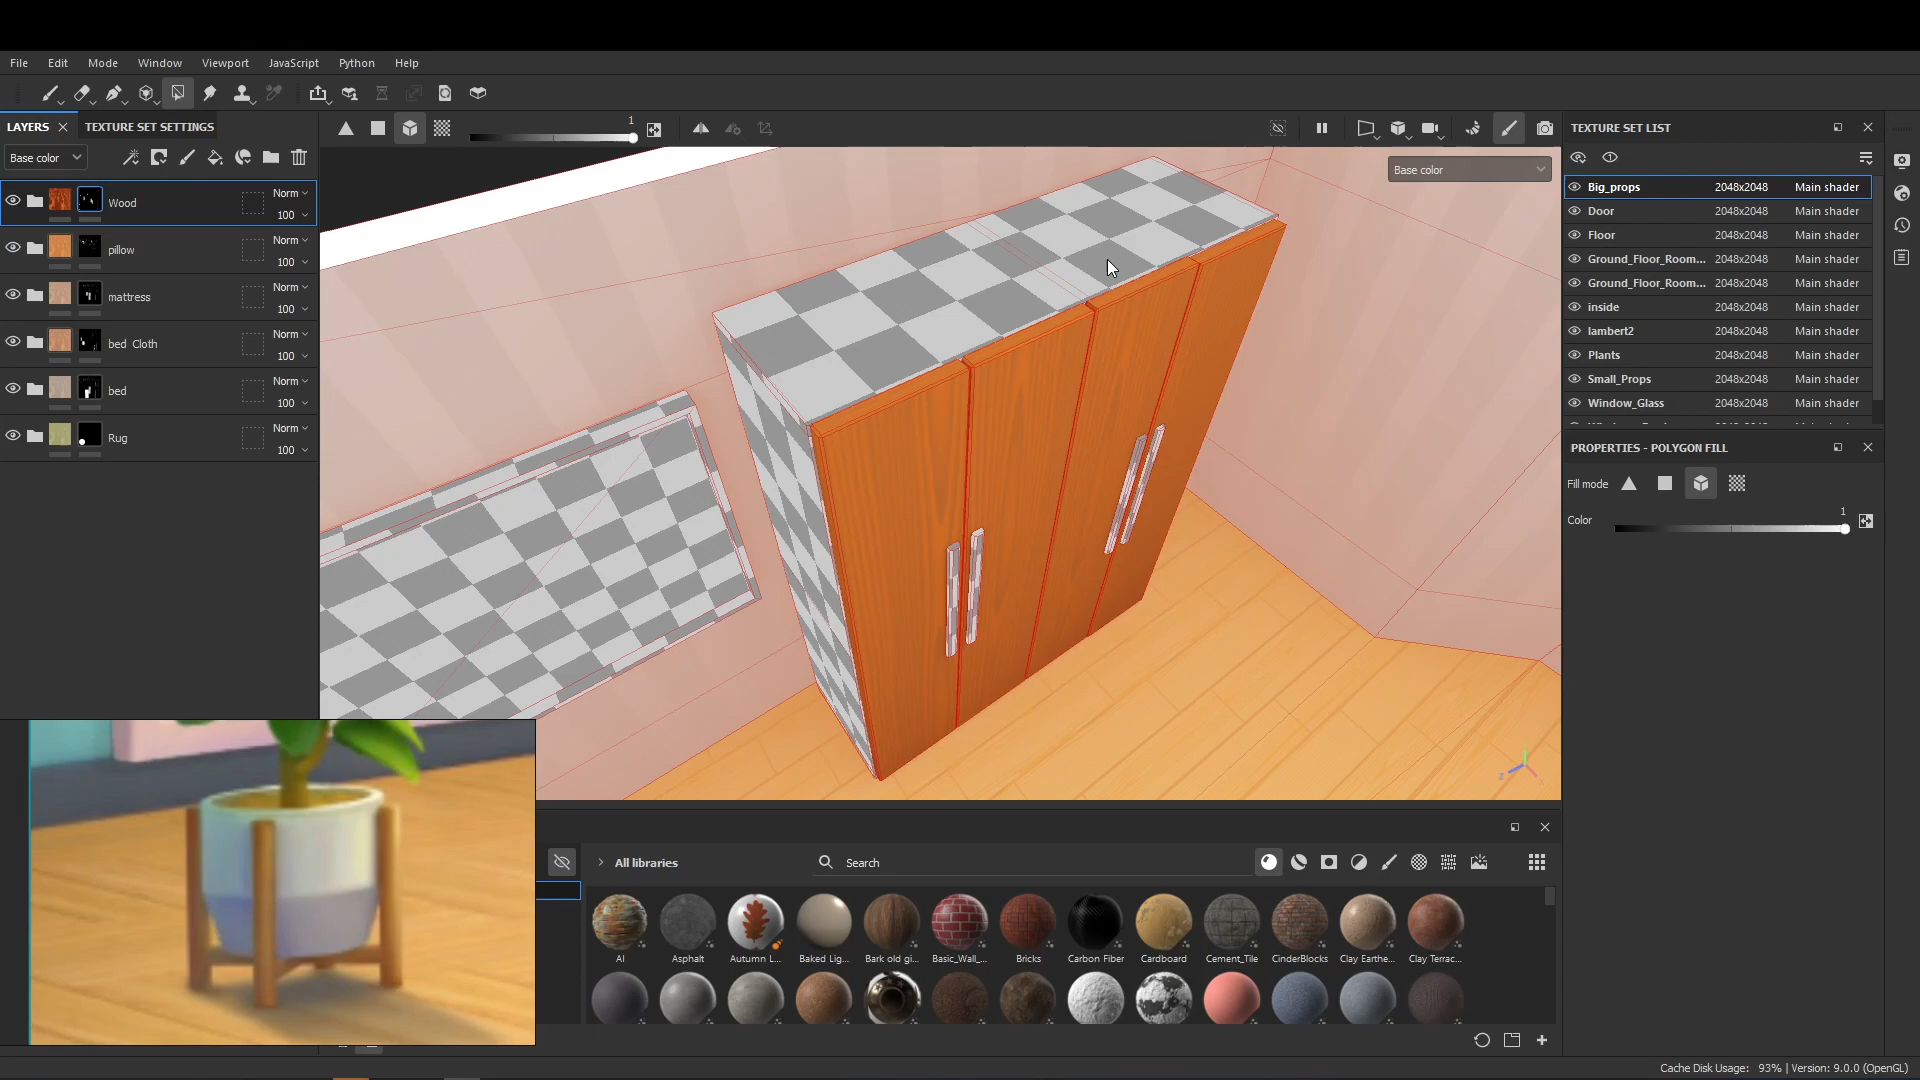 File Edit Mode Window Viewport JavaScript Python Help
LAYERS TEXTURE SET SETTINGS
1
TEXTURE SET LIST
Base color
Base color
Wood Norm 100
pillow Norm 100
mattress Norm 100
bed Cloth Norm 100
bed Norm 100
Rug Norm 100
Big_props 2048x2048 Main shader
Door 2048x2048 Main shader
Floor 2048x2048 Main shader
Ground_Floor_Room... 2048x2048 Main shader
Ground_Floor_Room... 2048x2048 Main shader
inside 2048x2048 Main shader
lambert2 2048x2048 Main shader
Plants 2048x2048 Main shader
Small_Props 2048x2048 Main shader
Window_Glass 2048x2048 Main shader
PROPERTIES - POLYGON FILL
Fill mode
Color 1
Z
All libraries Search
AI Asphalt Autumn L... Baked Lig... Bark old gi... Basic_Wall_... Bricks Carbon Fiber Cardboard Cement_Tile CinderBlocks Clay Earthe... Clay Terrac...
Cache Disk Usage: 93% | Version: 9.0.0 (OpenGL)